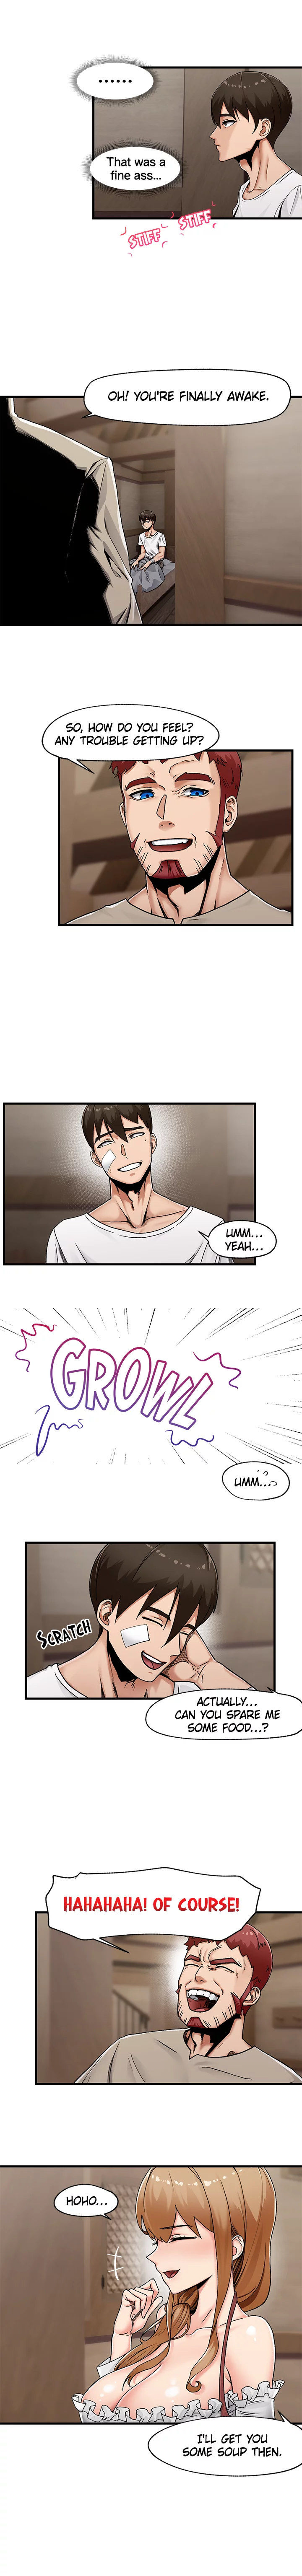 ......
That was a
fine ass...
STIFF
STIFF
OH! YOU'RE FINALLY AWAKE.
SO, HOW DO YOU FEEL?
ANY TROUBLE GETTING UP?
UMM...
YEAH...
GROWL
UMM...
SCRATCH
ACTUALLY...
CAN YOU SPARE ME
SOME FOOD...?
HAHAHAHA! OF COURSE!
HOHO...
I'LL GET YOU
SOME SOUP THEN.